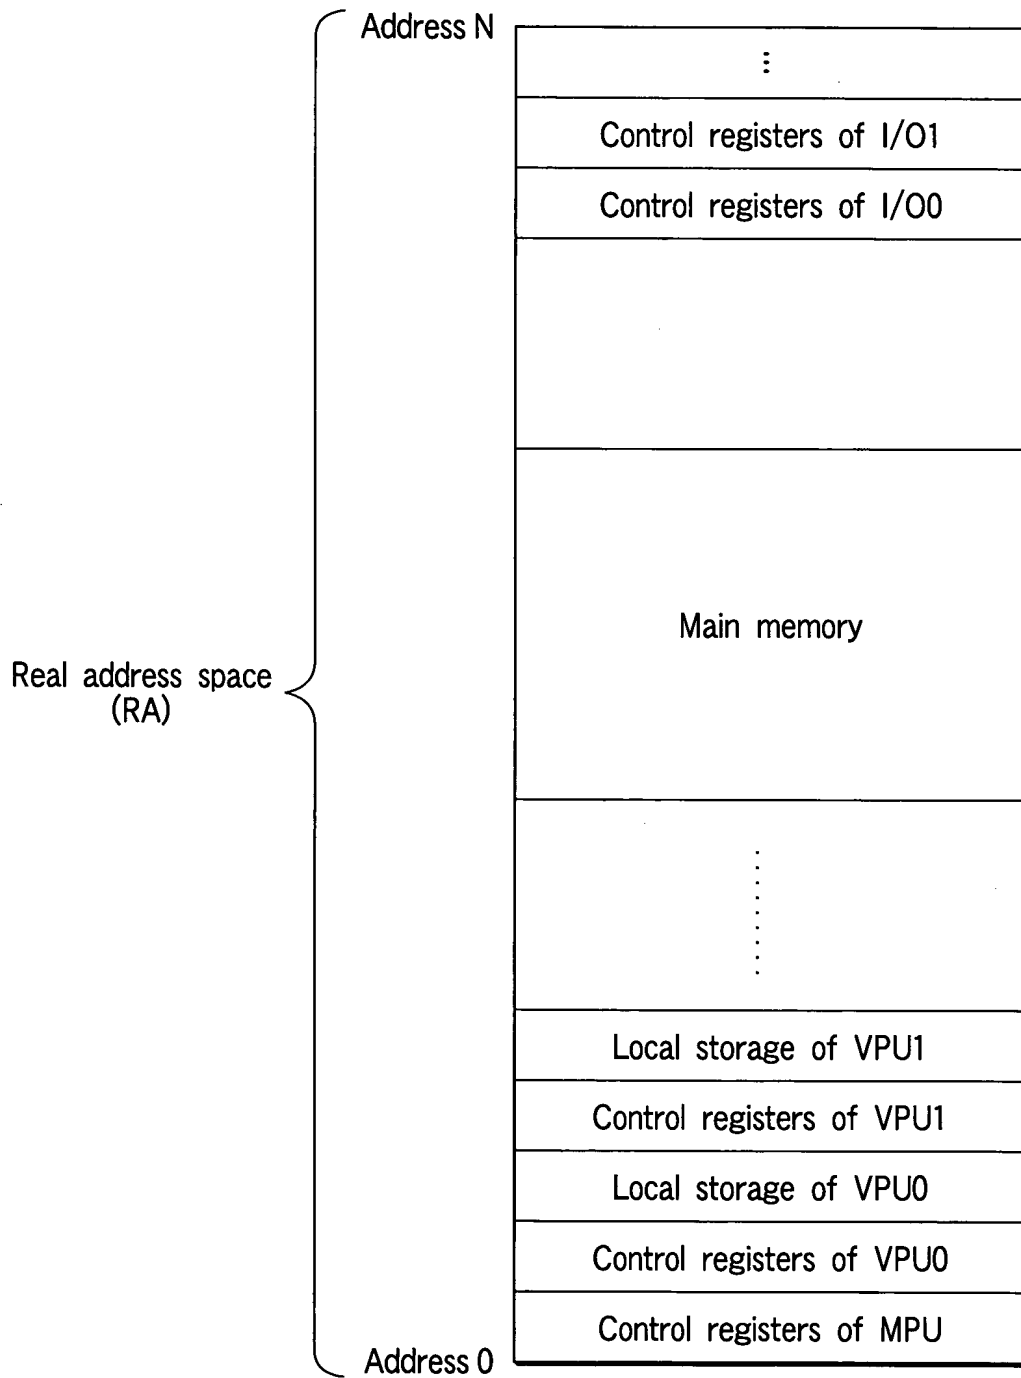 Address N
⋮
Control registers of I/O1
Control registers of I/O0
Main memory
Real address space
(RA)
Local storage of VPU1
Control registers of VPU1
Local storage of VPU0
Control registers of VPU0
Control registers of MPU
Address 0